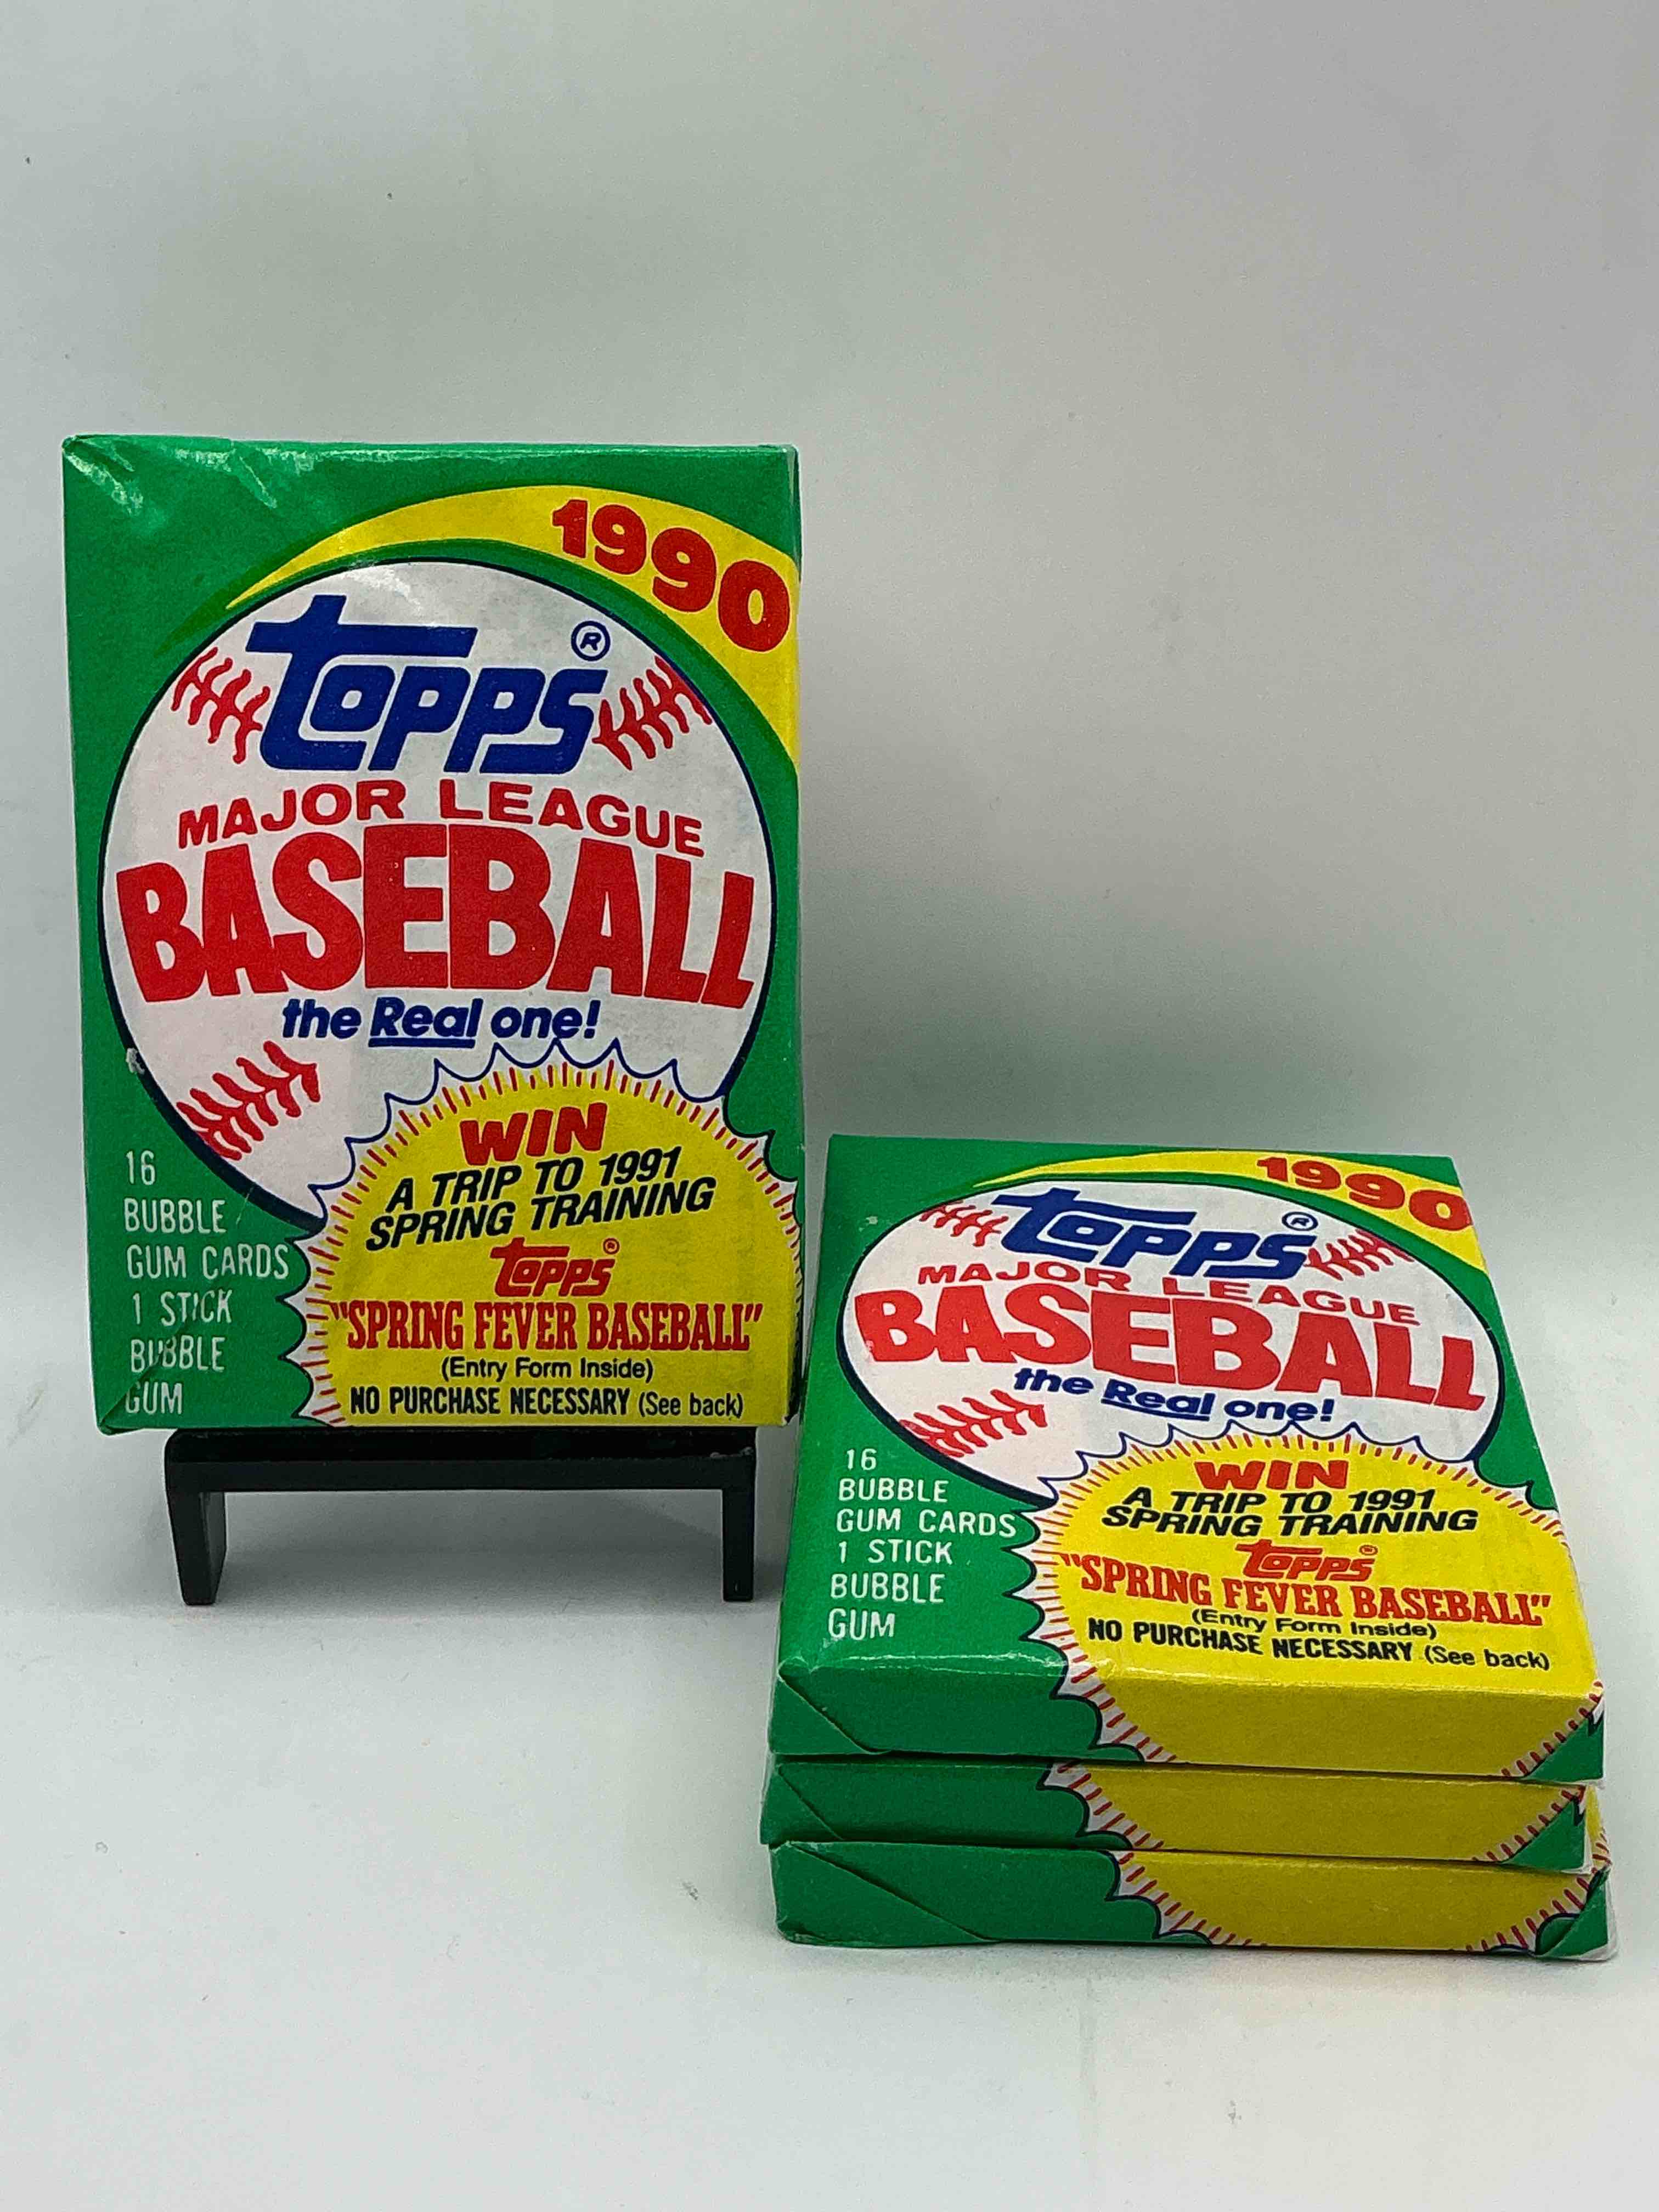 1990
Topps®
MAJOR LEAGUE
BASEBALL
the Real one!
WIN
A TRIP TO 1991
SPRING TRAINING
Topps®
"SPRING FEVER BASEBALL"
(Entry Form Inside)
NO PURCHASE NECESSARY (See back)
16
BUBBLE
GUM CARDS
1 STICK
BUBBLE
GUM
1990
Topps®
MAJOR LEAGUE
BASEBALL
the Real one!
16
BUBBLE
GUM CARDS
1 STICK
BUBBLE
GUM
WIN
A TRIP TO 1991
SPRING TRAINING
Topps®
"SPRING FEVER BASEBALL"
(Entry Form Inside)
NO PURCHASE NECESSARY (See back)